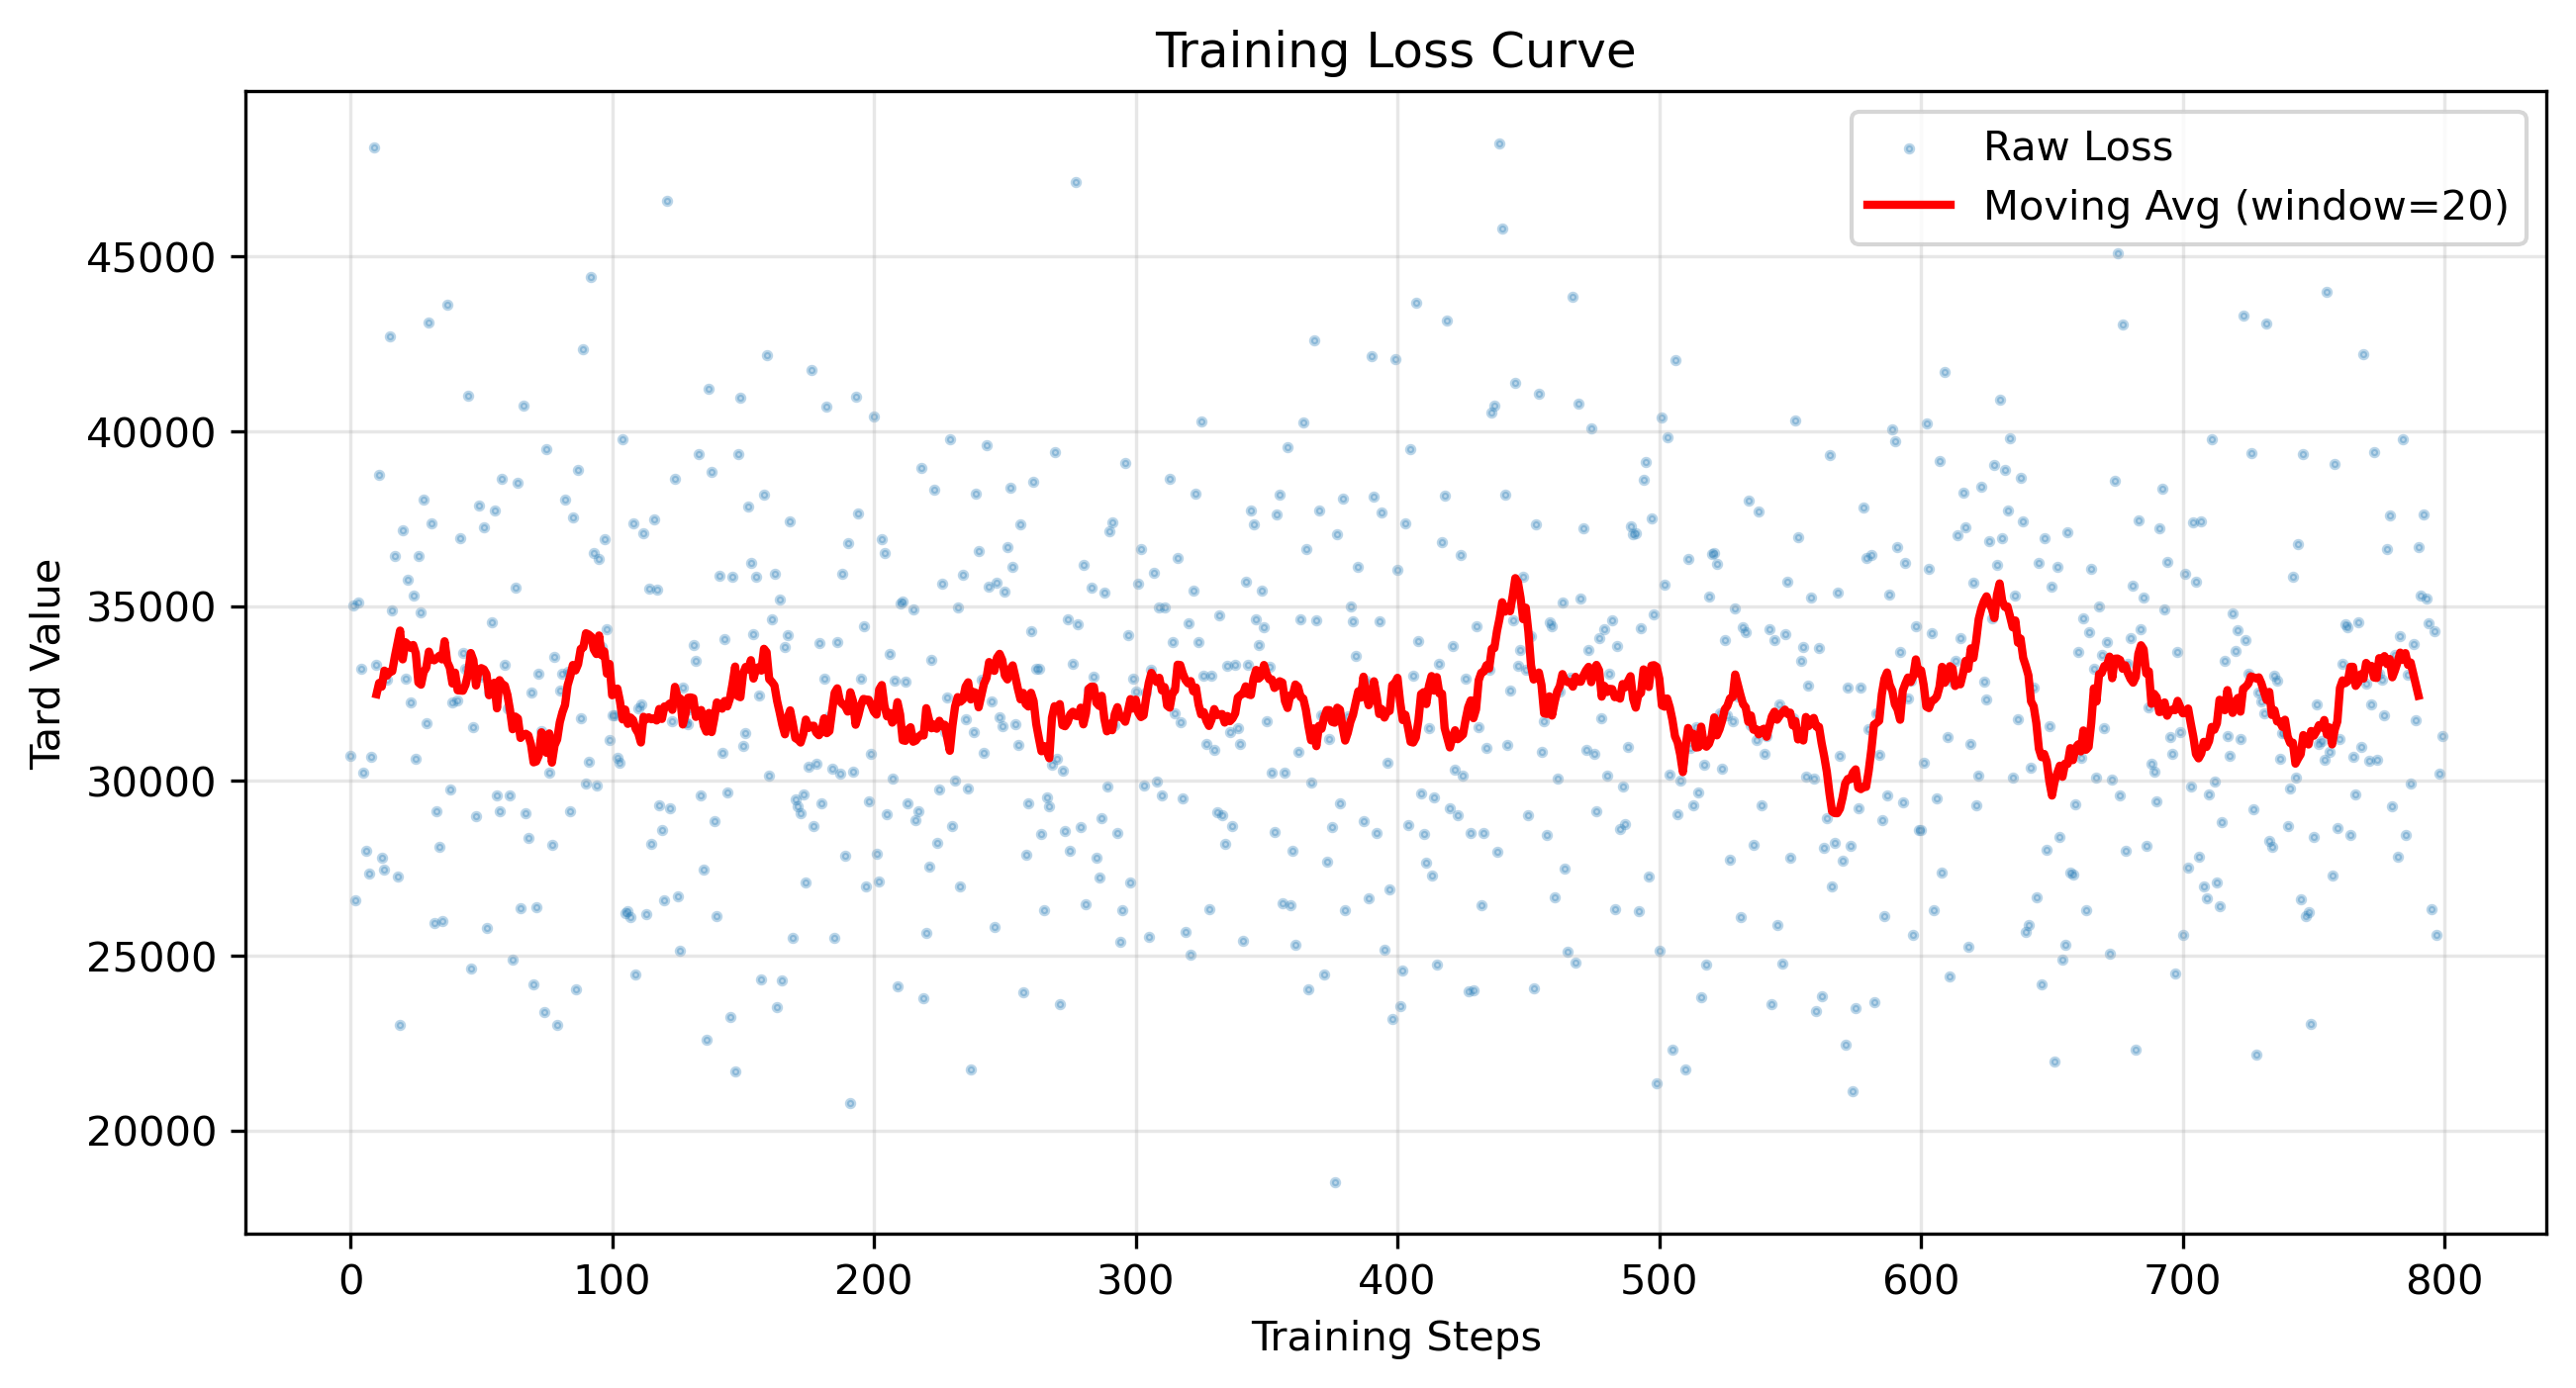 Training Loss Curve
Raw Loss
Moving Avg (window=20)
Tard Value
45000
40000
35000
30000
25000
20000
0 100 200 300 400 500 600 700 800
Training Steps